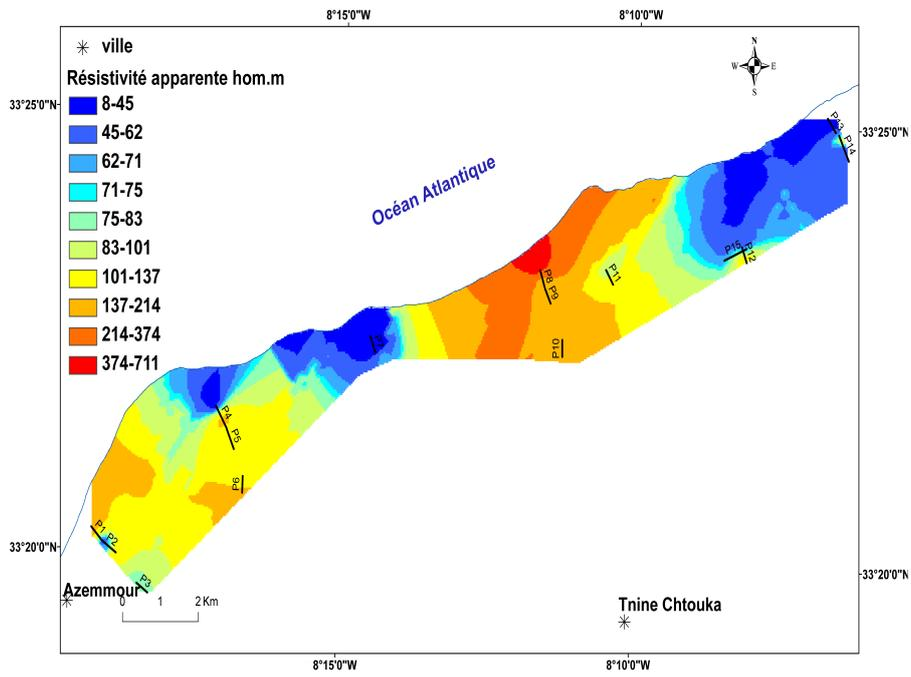 8°15'0"W 8°10'0"W
ville
Résistivité apparente hom.m
8-45
45-62
62-71
71-75
75-83
83-101
101-137
137-214
214-374
374-711
N
W E
S
33°25'0"N
33°25'0"N
Océan Atlantique
P13
P14
P15
P12
P8
P9
P11
P10
P4
P5
P6
P1
P2
P3
33°20'0"N
33°20'0"N
Azemmour
0 1 2 Km
Tnine Chtouka
8°15'0"W 8°10'0"W